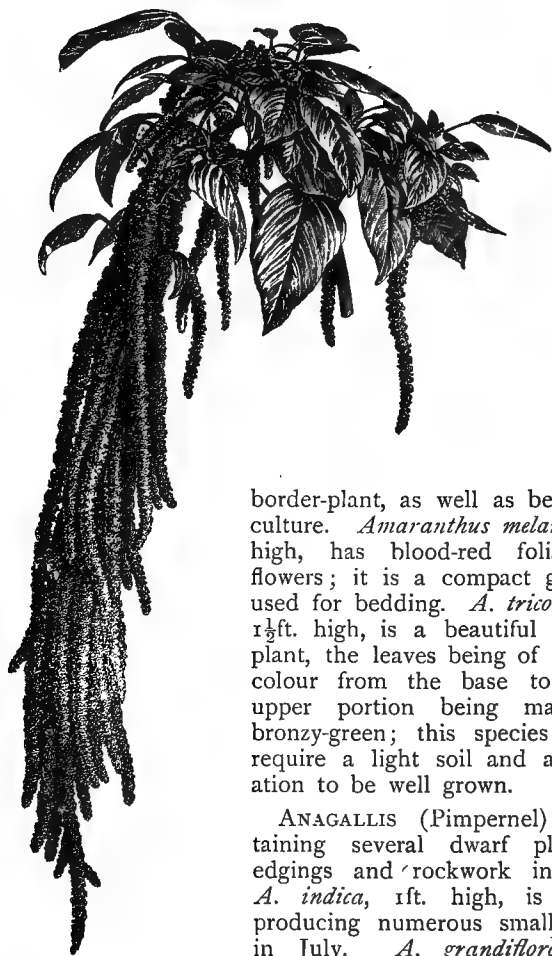 border-plant, as well as be
culture. Amaranthus mela
high, has blood-red foli
flowers; it is a compact g
used for bedding. A. trico
1½ft. high, is a beautiful
plant, the leaves being of
colour from the base to
upper portion being ma
bronzy-green; this species
require a light soil and a
ation to be well grown.
ANAGALLIS (Pimpernel)
taining several dwarf pl
edgings and rockwork in
A. indica, 1ft. high, is
producing numerous small
in July. A. grandiflor